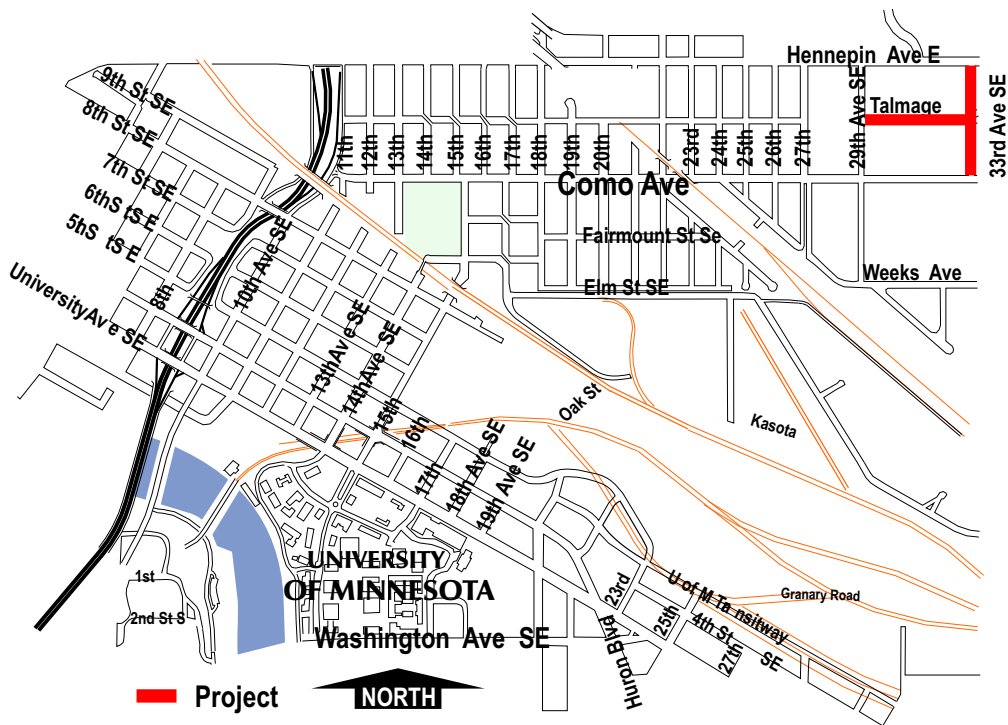 Hennepin Ave E
9th St SE
8th St SE
7th St SE
6thS tS E
5hS tS E
UniversityAv e SE
8th
10th Ave SE
11th
12th
13th
14th
15th
16th
17th
18th
19th
20th
23rd
24th
25th
26th
27th
29th Ave SE
Talmage
33rd Ave SE
Como Ave
Fairmount St Se
Elm St SE
Weeks Ave
13thAv e SE
14thAve SE
15th
16th
17th
18th Ave SE
19th Ave SE
Oak St
Kasota
UNIVERSITY
OF MINNESOTA
1st
2nd St S
Washington Ave SE
Huron Blvd
23rd
25th
27th
U of M Ta nsitway
4th St SE
Granary Road
Project
NORTH